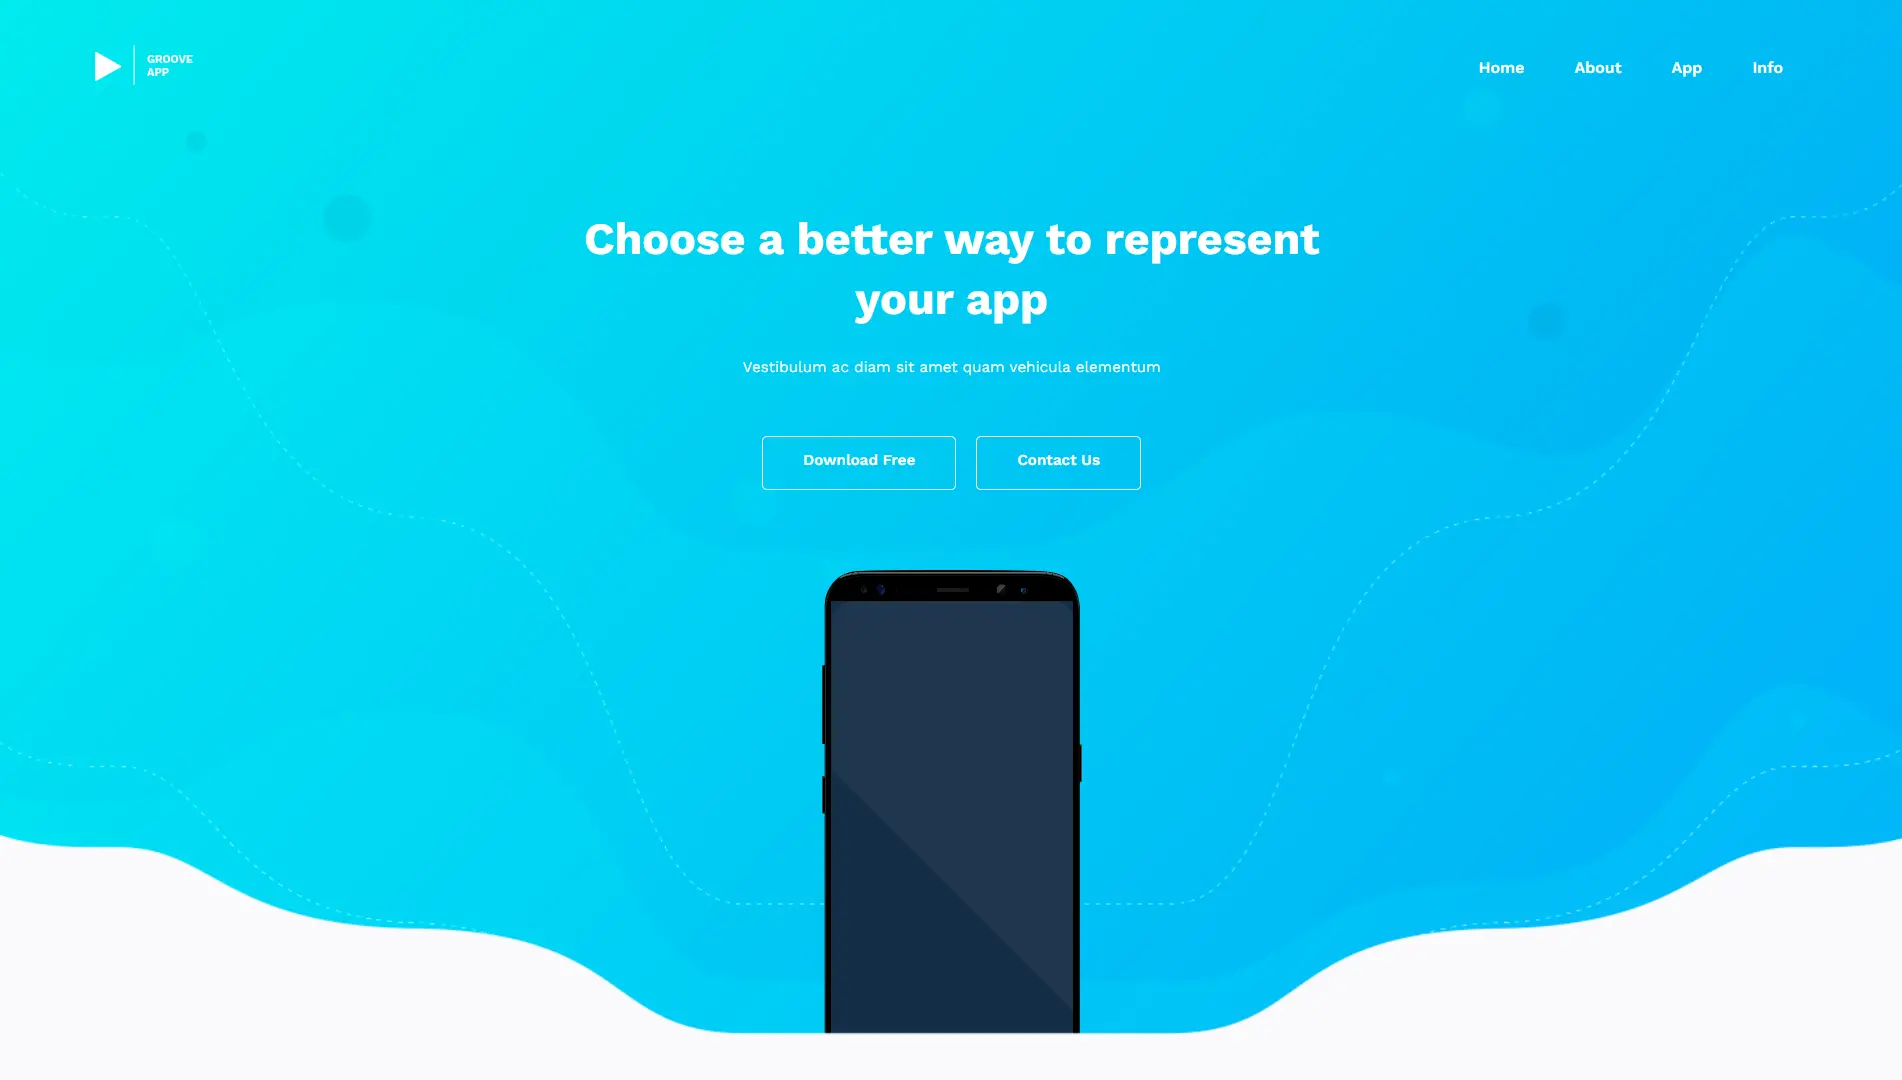 GROOVE
APP
Home
About
App
Info
Choose a better way to represent
your app
Vestibulum ac diam sit amet quam vehicula elementum
Download Free
Contact Us